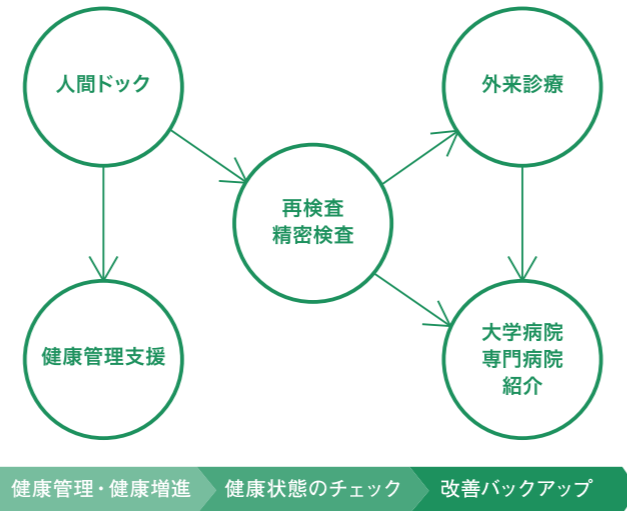 人間ドック
外来診療
再検査
精密検査
健康管理支援
大学病院
専門病院
紹介
健康管理・健康増進
健康状態のチェック
改善バックアップ